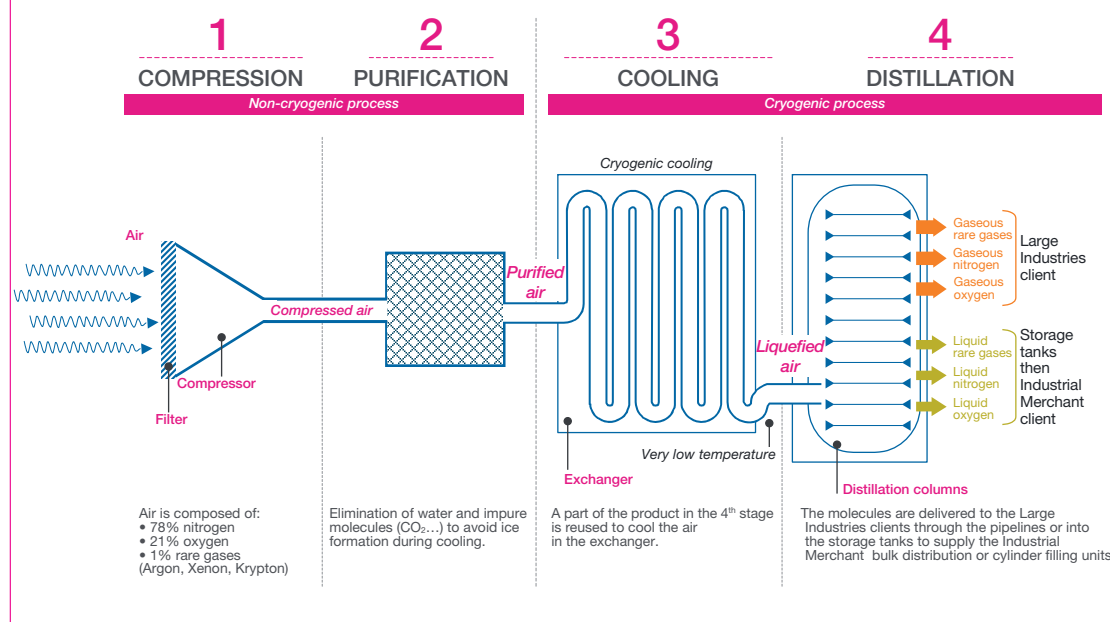 1
2
3
4
COMPRESSION
PURIFICATION
COOLING
DISTILLATION
Non-cryogenic process
Cryogenic process
Cryogenic cooling
Air
Compressed air
Compressor
Filter
Purified
air
Liquefied
air
Very low temperature
Exchanger
Gaseous
rare gases
Gaseous
nitrogen
Gaseous
oxygen
Large
Industries
client
Liquid
rare gases
Liquid
nitrogen
Liquid
oxygen
Storage
tanks
then
Industrial
Merchant
client
Distillation columns
Air is composed of:
• 78% nitrogen
• 21% oxygen
• 1% rare gases
(Argon, Xenon, Krypton)
Elimination of water and impure
molecules (CO₂...) to avoid ice
formation during cooling.
A part of the product in the 4th stage
is reused to cool the air
in the exchanger.
The molecules are delivered to the Large
Industries clients through the pipelines or into
the storage tanks to supply the Industrial
Merchant bulk distribution or cylinder filling units